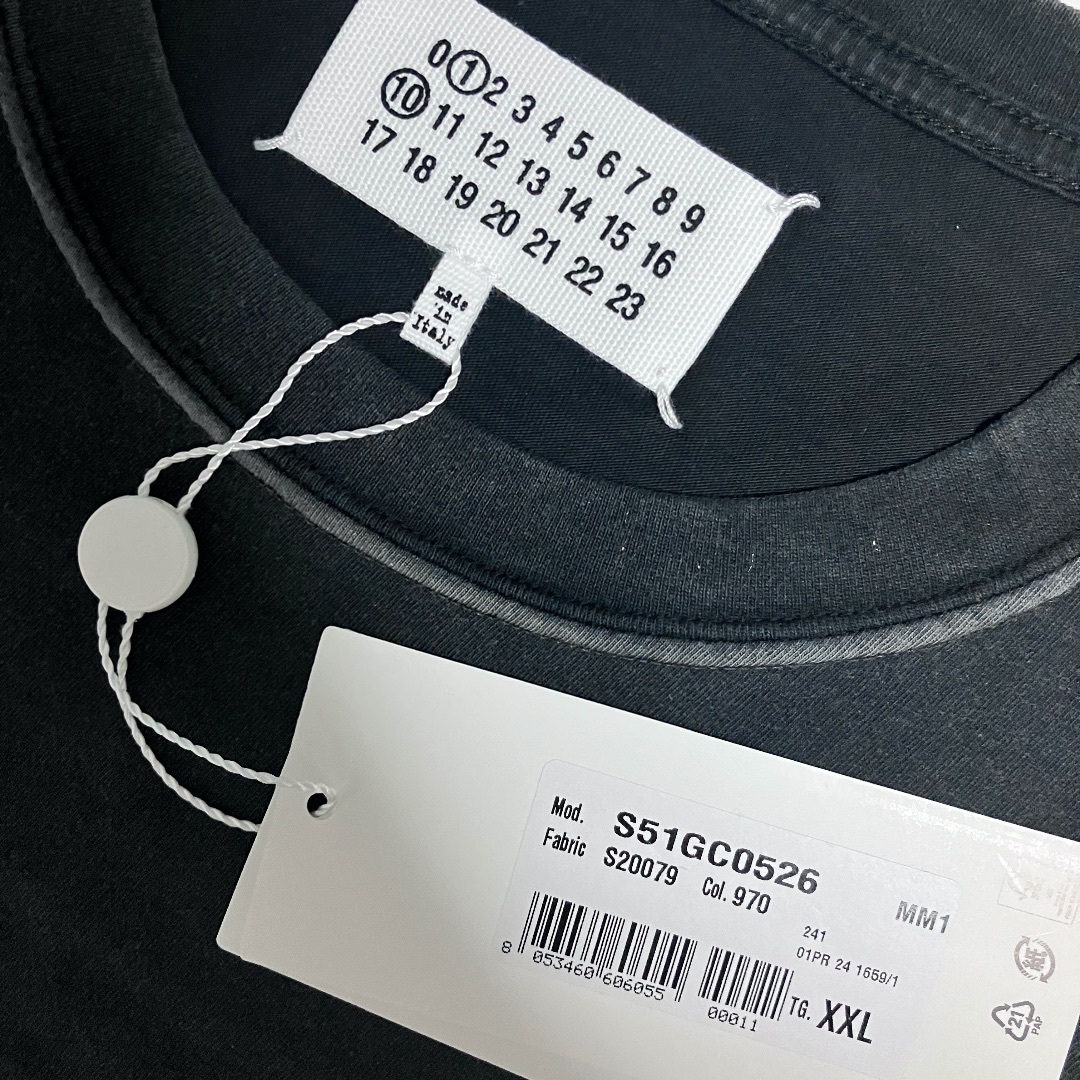 0 1 2 3 4 5 6 7 8 9
10 11 12 13 14 15 16
17 18 19 20 21 22 23
made
in
Italy
Mod. S51GC0526
Fabric S20079 Col. 970
MM1
241
01PR 24 1659/1
8 053460 606055
00011
TG. XXL
紙
21
PAP